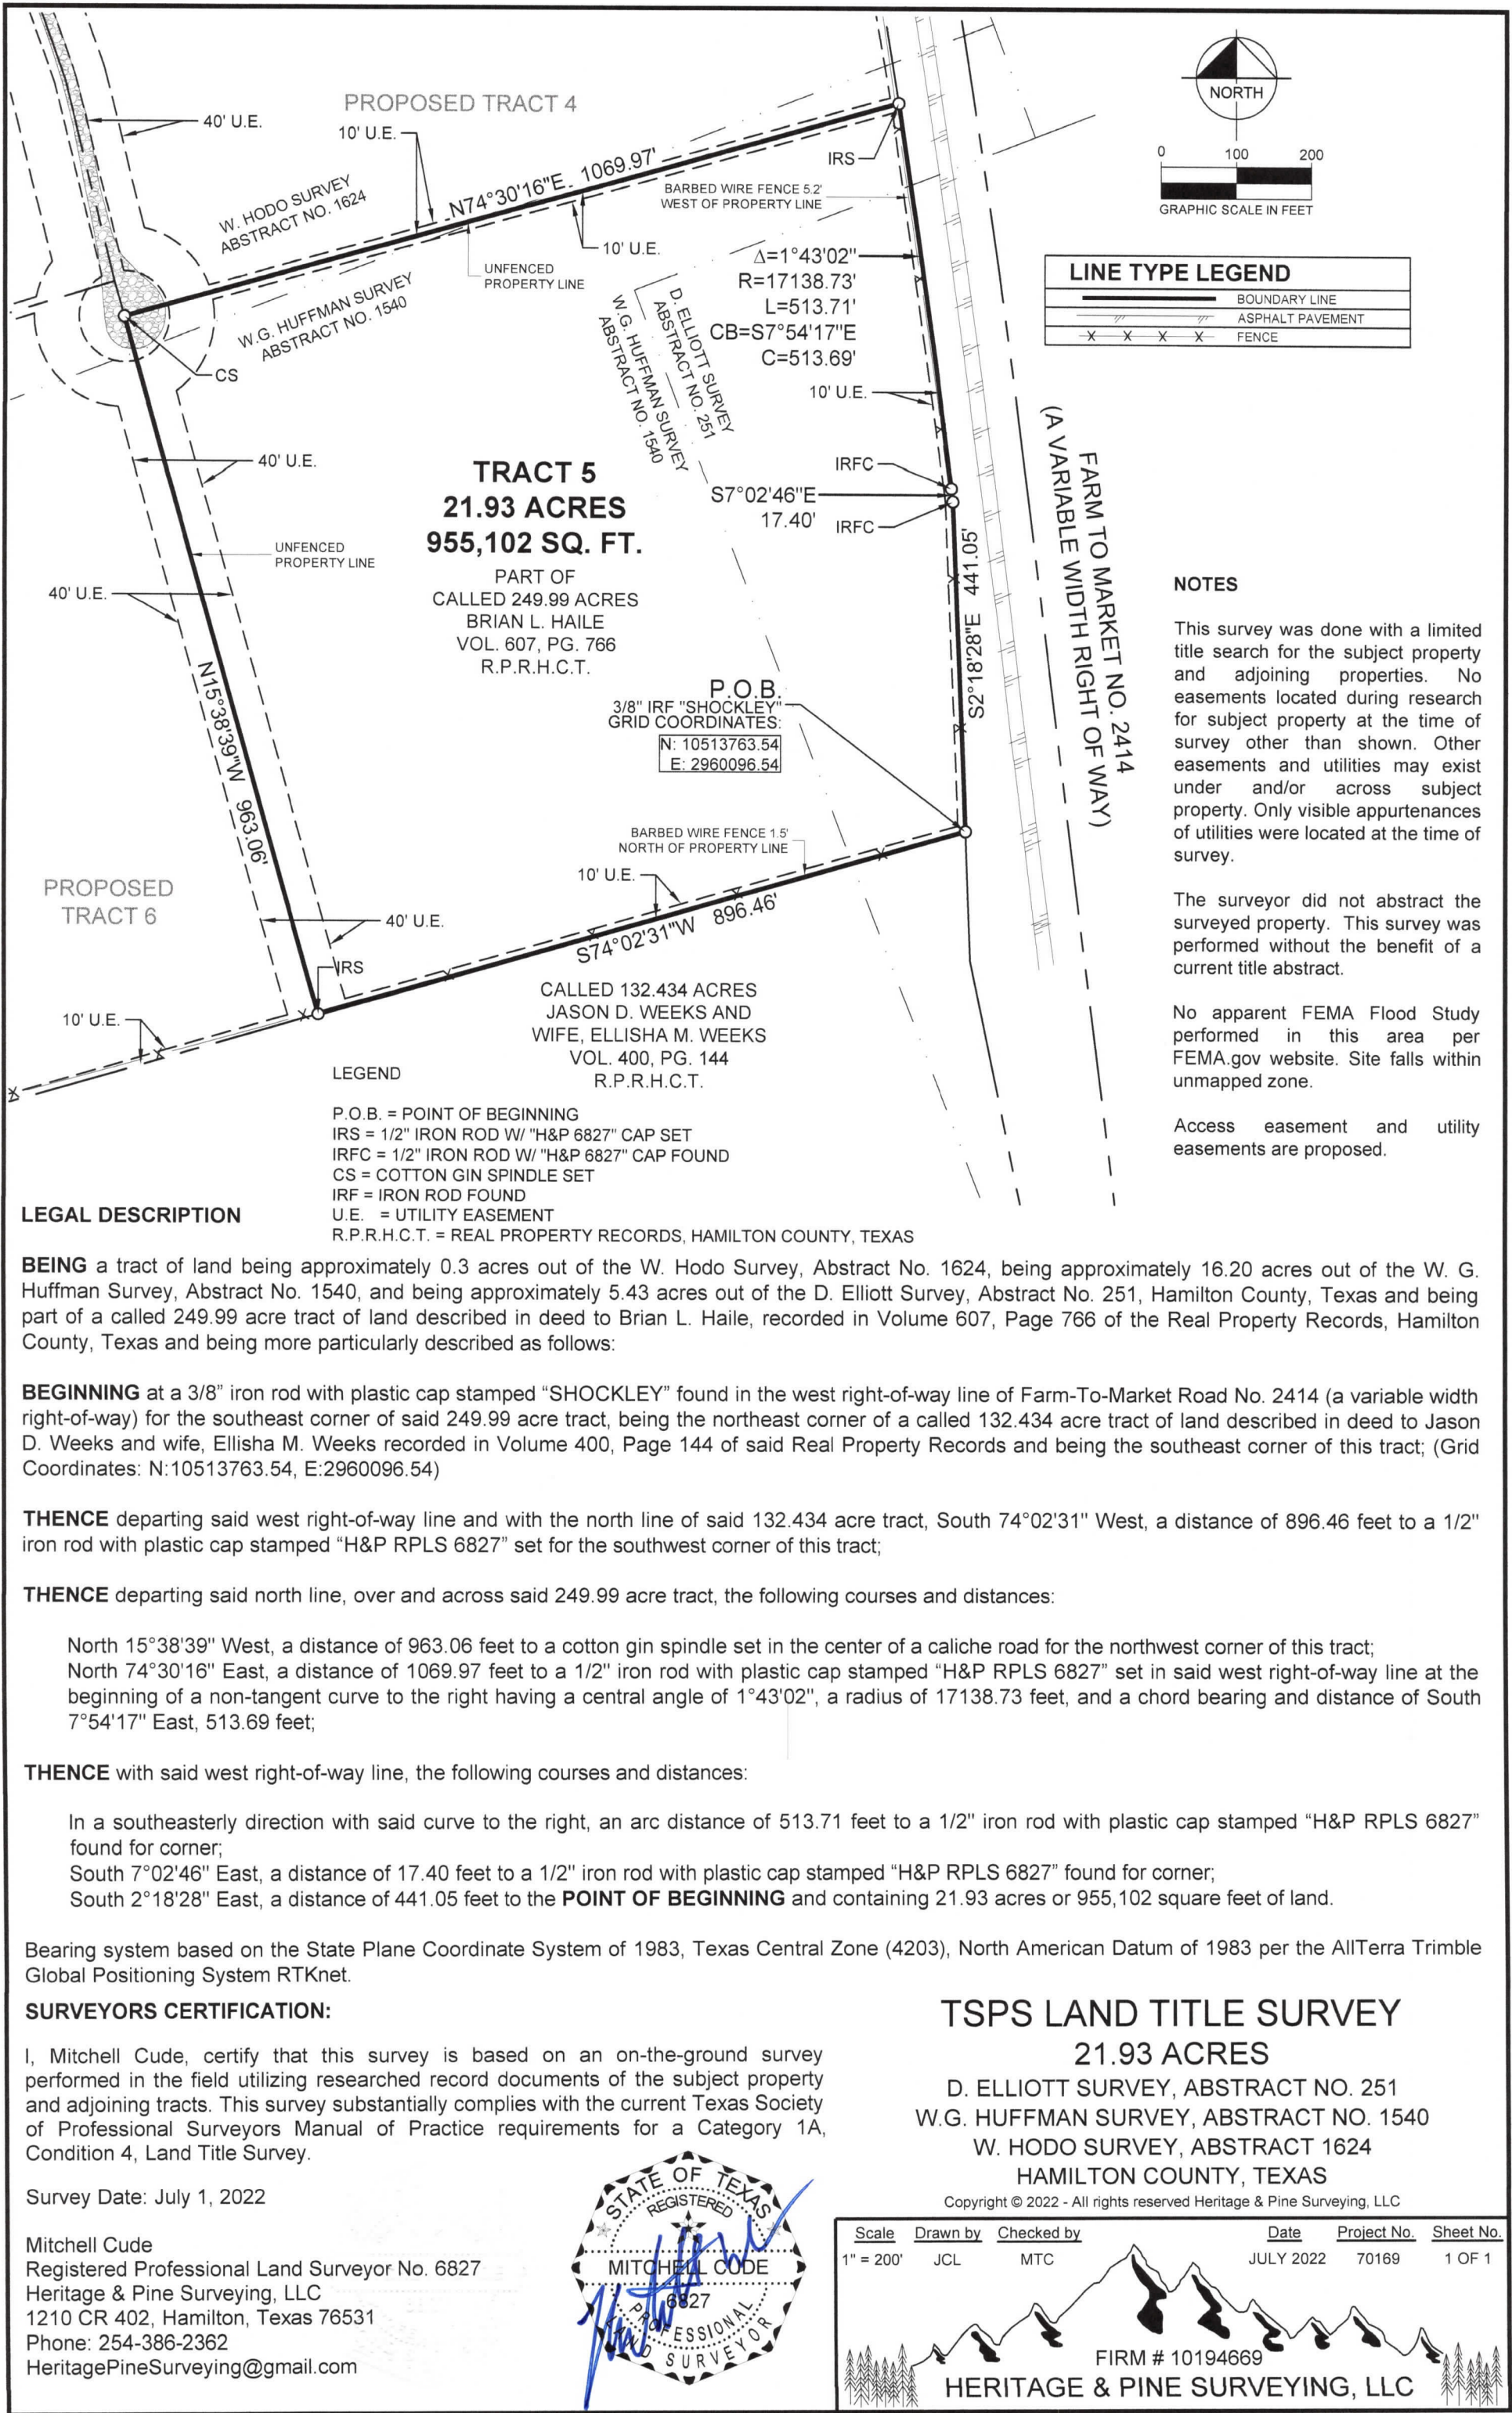 PROPOSED TRACT 4
40' U.E.
10' U.E.
W. HODO SURVEY
ABSTRACT NO. 1624
N74°30'16"E 1069.97'
IRS
BARBED WIRE FENCE 5.2'
WEST OF PROPERTY LINE
10' U.E.
UNFENCED
PROPERTY LINE
W.G. HUFFMAN SURVEY
ABSTRACT NO. 1540
CS
D. ELLIOTT SURVEY
ABSTRACT NO. 251
W.G. HUFFMAN SURVEY
ABSTRACT NO. 1540
Δ=1°43'02"
R=17138.73'
L=513.71'
CB=S7°54'17"E
C=513.69'
10' U.E.
NORTH
0 100 200
GRAPHIC SCALE IN FEET
LINE TYPE LEGEND
BOUNDARY LINE
ASPHALT PAVEMENT
FENCE
40' U.E.
TRACT 5
21.93 ACRES
955,102 SQ. FT.
PART OF
CALLED 249.99 ACRES
BRIAN L. HAILE
VOL. 607, PG. 766
R.P.R.H.C.T.
IRFC
S7°02'46"E
17.40'
IRFC
UNFENCED
PROPERTY LINE
40' U.E.
N15°38'39"W 963.06'
S2°18'28"E 441.05'
FARM TO MARKET NO. 2414
(A VARIABLE WIDTH RIGHT OF WAY)
P.O.B.
3/8" IRF "SHOCKLEY"
GRID COORDINATES:
N: 10513763.54
E: 2960096.54
BARBED WIRE FENCE 1.5'
NORTH OF PROPERTY LINE
10' U.E.
S74°02'31"W 896.46'
PROPOSED
TRACT 6
40' U.E.
IRS
10' U.E.
CALLED 132.434 ACRES
JASON D. WEEKS AND
WIFE, ELLISHA M. WEEKS
VOL. 400, PG. 144
R.P.R.H.C.T.
NOTES
This survey was done with a limited
title search for the subject property
and adjoining properties. No
easements located during research
for subject property at the time of
survey other than shown. Other
easements and utilities may exist
under and/or across subject
property. Only visible appurtenances
of utilities were located at the time of
survey.
The surveyor did not abstract the
surveyed property. This survey was
performed without the benefit of a
current title abstract.
No apparent FEMA Flood Study
performed in this area per
FEMA.gov website. Site falls within
unmapped zone.
Access easement and utility
easements are proposed.
LEGEND
P.O.B. = POINT OF BEGINNING
IRS = 1/2" IRON ROD W/ "H&P 6827" CAP SET
IRFC = 1/2" IRON ROD W/ "H&P 6827" CAP FOUND
CS = COTTON GIN SPINDLE SET
IRF = IRON ROD FOUND
U.E. = UTILITY EASEMENT
R.P.R.H.C.T. = REAL PROPERTY RECORDS, HAMILTON COUNTY, TEXAS
LEGAL DESCRIPTION
BEING a tract of land being approximately 0.3 acres out of the W. Hodo Survey, Abstract No. 1624, being approximately 16.20 acres out of the W. G.
Huffman Survey, Abstract No. 1540, and being approximately 5.43 acres out of the D. Elliott Survey, Abstract No. 251, Hamilton County, Texas and being
part of a called 249.99 acre tract of land described in deed to Brian L. Haile, recorded in Volume 607, Page 766 of the Real Property Records, Hamilton
County, Texas and being more particularly described as follows:
BEGINNING at a 3/8” iron rod with plastic cap stamped “SHOCKLEY” found in the west right-of-way line of Farm-To-Market Road No. 2414 (a variable width
right-of-way) for the southeast corner of said 249.99 acre tract, being the northeast corner of a called 132.434 acre tract of land described in deed to Jason
D. Weeks and wife, Ellisha M. Weeks recorded in Volume 400, Page 144 of said Real Property Records and being the southeast corner of this tract; (Grid
Coordinates: N:10513763.54, E:2960096.54)
THENCE departing said west right-of-way line and with the north line of said 132.434 acre tract, South 74°02'31" West, a distance of 896.46 feet to a 1/2"
iron rod with plastic cap stamped “H&P RPLS 6827” set for the southwest corner of this tract;
THENCE departing said north line, over and across said 249.99 acre tract, the following courses and distances:
North 15°38'39" West, a distance of 963.06 feet to a cotton gin spindle set in the center of a caliche road for the northwest corner of this tract;
North 74°30'16" East, a distance of 1069.97 feet to a 1/2" iron rod with plastic cap stamped “H&P RPLS 6827” set in said west right-of-way line at the
beginning of a non-tangent curve to the right having a central angle of 1°43'02", a radius of 17138.73 feet, and a chord bearing and distance of South
7°54'17" East, 513.69 feet;
THENCE with said west right-of-way line, the following courses and distances:
In a southeasterly direction with said curve to the right, an arc distance of 513.71 feet to a 1/2" iron rod with plastic cap stamped “H&P RPLS 6827”
found for corner;
South 7°02'46" East, a distance of 17.40 feet to a 1/2" iron rod with plastic cap stamped “H&P RPLS 6827” found for corner;
South 2°18'28" East, a distance of 441.05 feet to the POINT OF BEGINNING and containing 21.93 acres or 955,102 square feet of land.
Bearing system based on the State Plane Coordinate System of 1983, Texas Central Zone (4203), North American Datum of 1983 per the AllTerra Trimble
Global Positioning System RTKnet.
SURVEYORS CERTIFICATION:
I, Mitchell Cude, certify that this survey is based on an on-the-ground survey
performed in the field utilizing researched record documents of the subject property
and adjoining tracts. This survey substantially complies with the current Texas Society
of Professional Surveyors Manual of Practice requirements for a Category 1A,
Condition 4, Land Title Survey.
Survey Date: July 1, 2022
Mitchell Cude
Registered Professional Land Surveyor No. 6827
Heritage & Pine Surveying, LLC
1210 CR 402, Hamilton, Texas 76531
Phone: 254-386-2362
HeritagePineSurveying@gmail.com
STATE OF TEXAS
REGISTERED
MITCHELL CUDE
6827
PROFESSIONAL
LAND SURVEYOR
TSPS LAND TITLE SURVEY
21.93 ACRES
D. ELLIOTT SURVEY, ABSTRACT NO. 251
W.G. HUFFMAN SURVEY, ABSTRACT NO. 1540
W. HODO SURVEY, ABSTRACT 1624
HAMILTON COUNTY, TEXAS
Copyright © 2022 - All rights reserved Heritage & Pine Surveying, LLC
Scale Drawn by Checked by Date Project No. Sheet No.
1" = 200' JCL MTC JULY 2022 70169 1 OF 1
FIRM # 10194669
HERITAGE & PINE SURVEYING, LLC